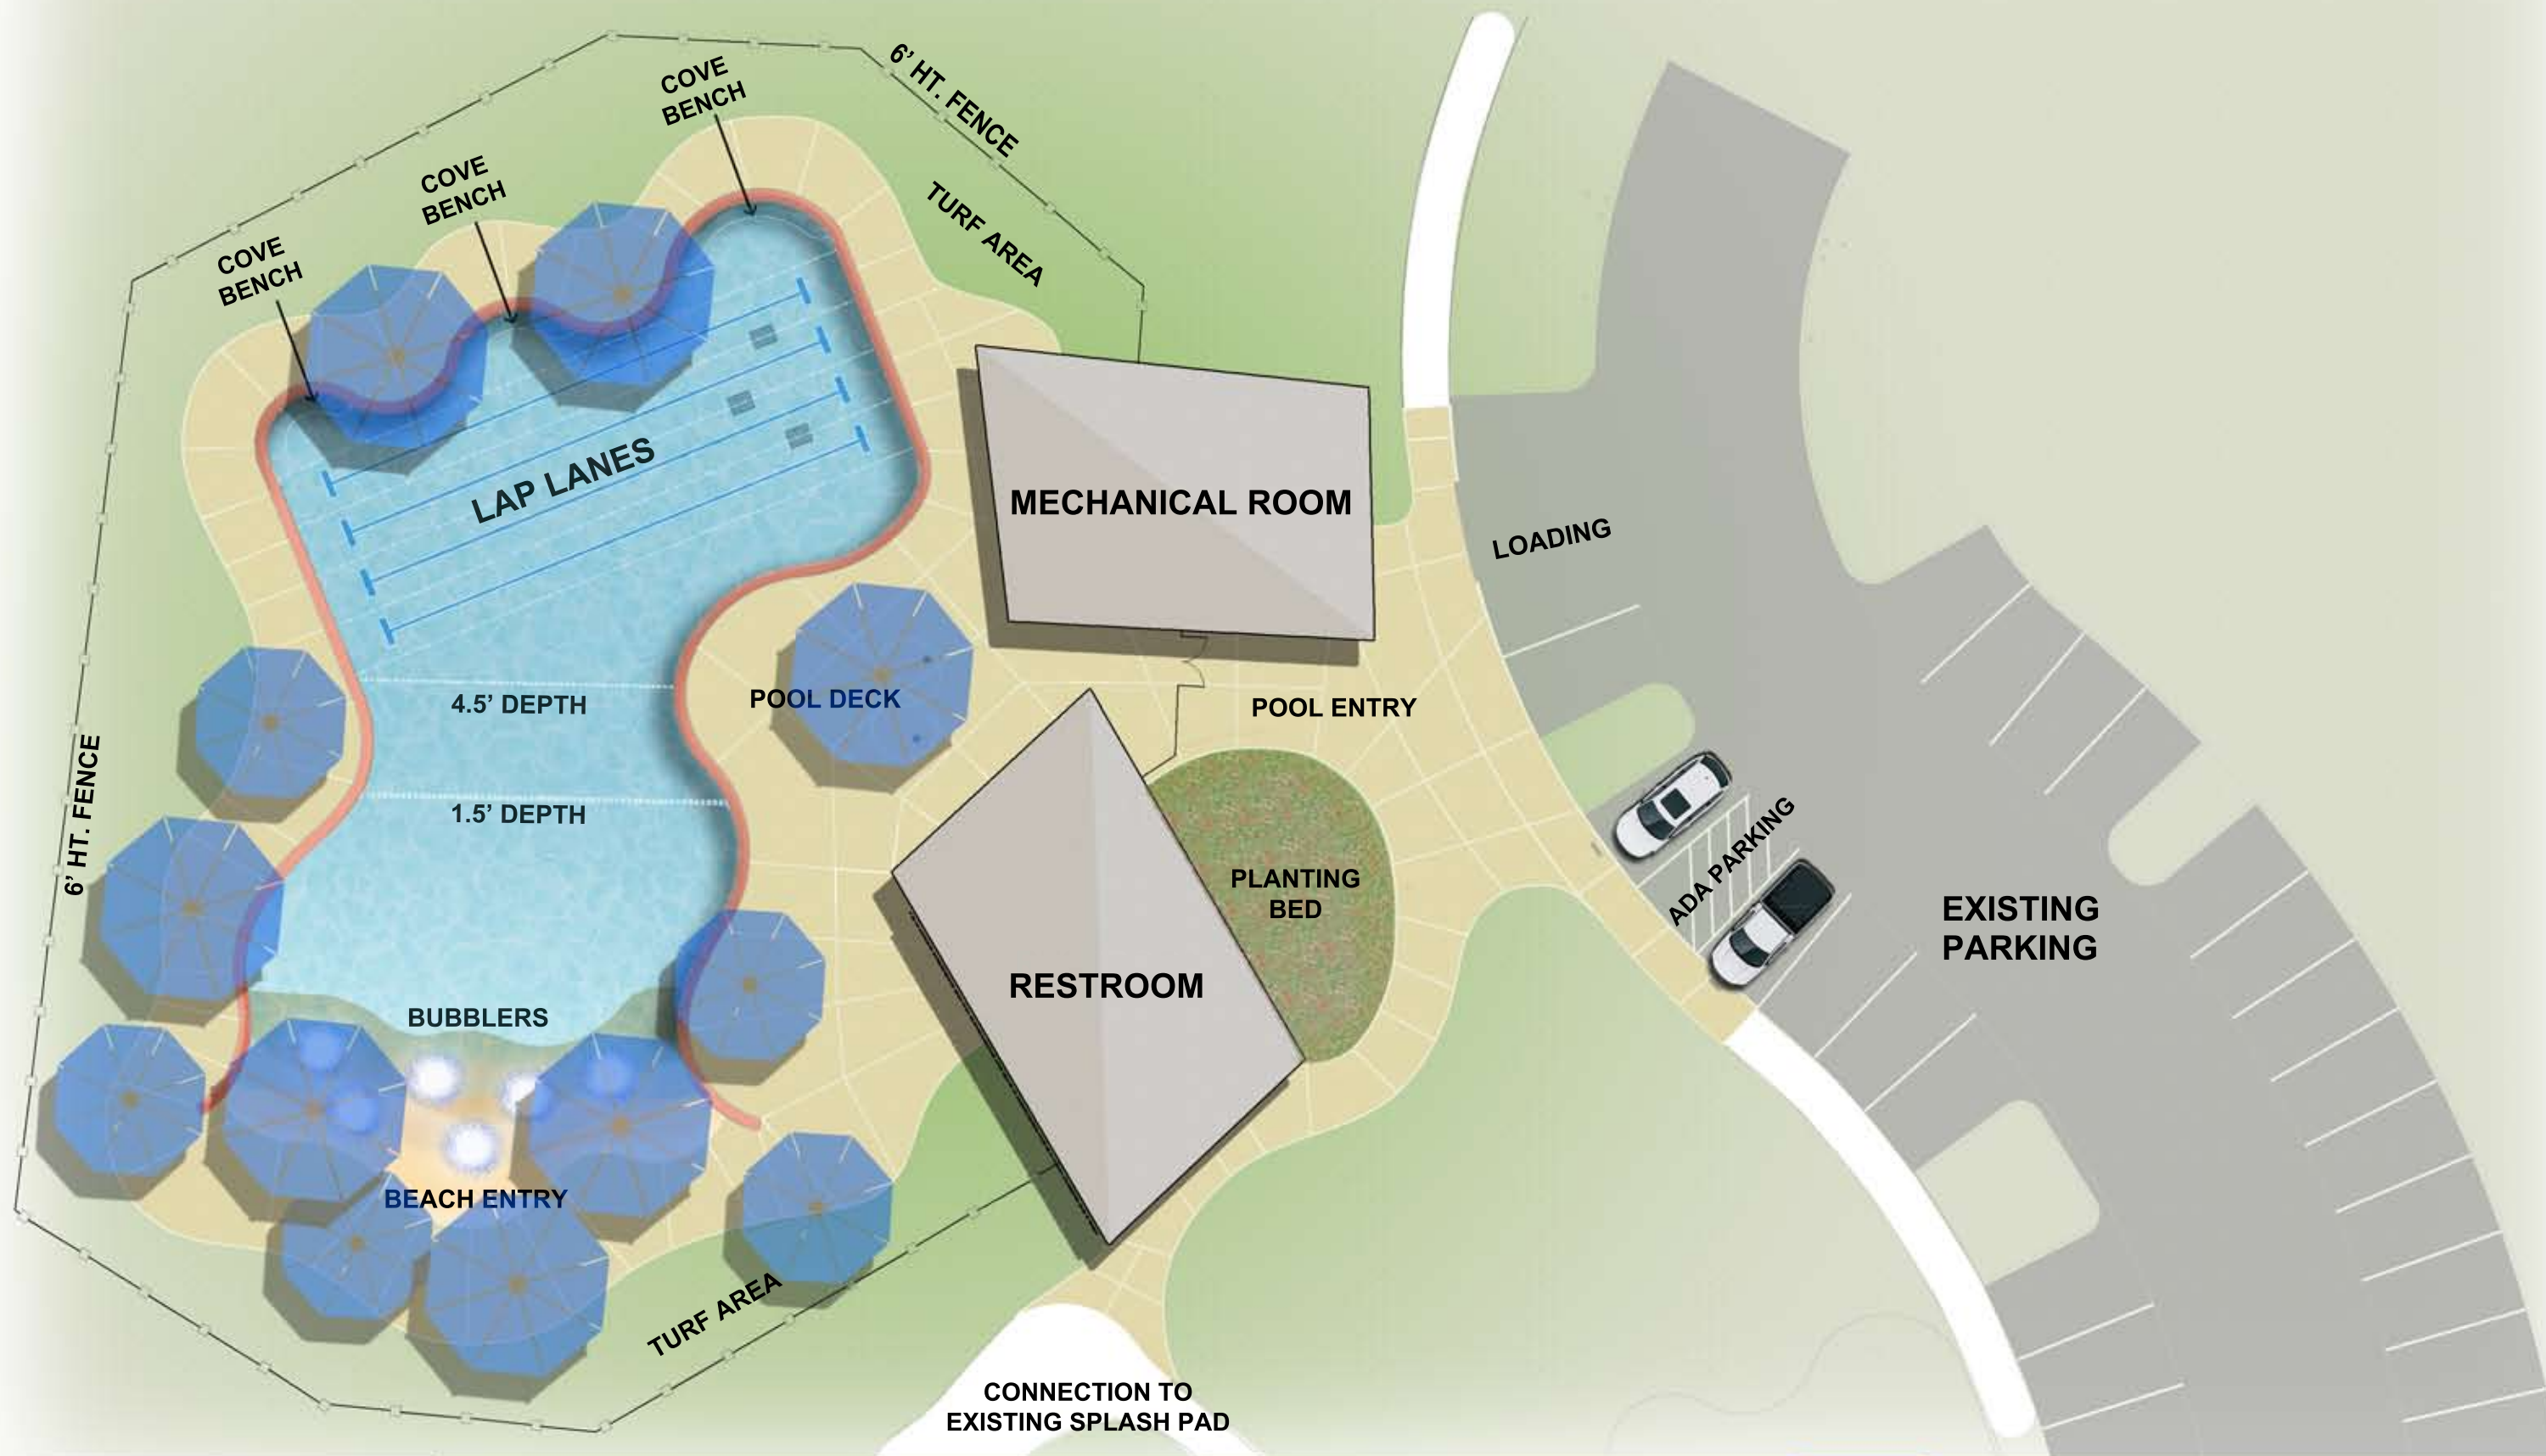 COVE
BENCH
6' HT. FENCE
COVE
BENCH
TURF AREA
COVE
BENCH
MECHANICAL ROOM
LAP LANES
LOADING
4.5' DEPTH
POOL DECK
POOL ENTRY
6' HT. FENCE
1.5' DEPTH
ADA PARKING
PLANTING
BED
EXISTING
PARKING
RESTROOM
BUBBLERS
BEACH ENTRY
TURF AREA
CONNECTION TO
EXISTING SPLASH PAD